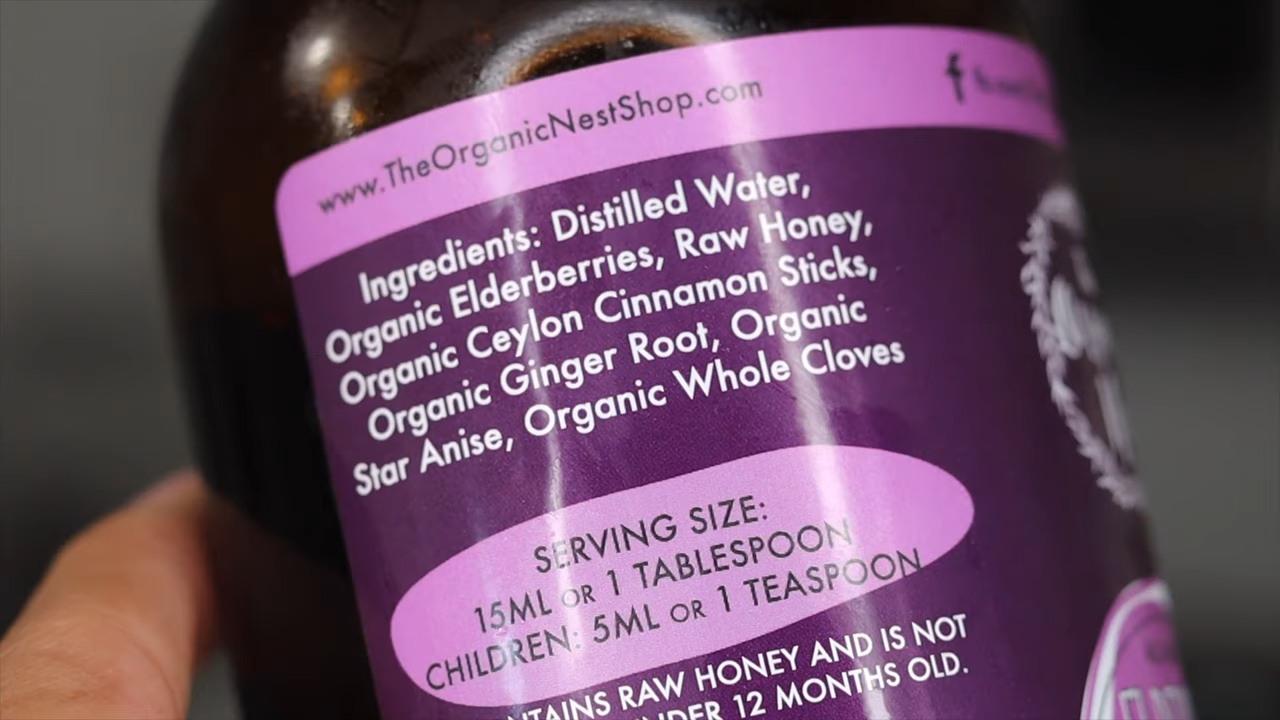 www.TheOrganicNestShop.com
f
Ingredients: Distilled Water,
Organic Elderberries, Raw Honey,
Organic Ceylon Cinnamon Sticks,
Organic Ginger Root, Organic
Star Anise, Organic Whole Cloves
SERVING SIZE:
15ML OR 1 TABLESPOON
CHILDREN: 5ML OR 1 TEASPOON
RAW HONEY AND IS NOT
12 MONTHS OLD.